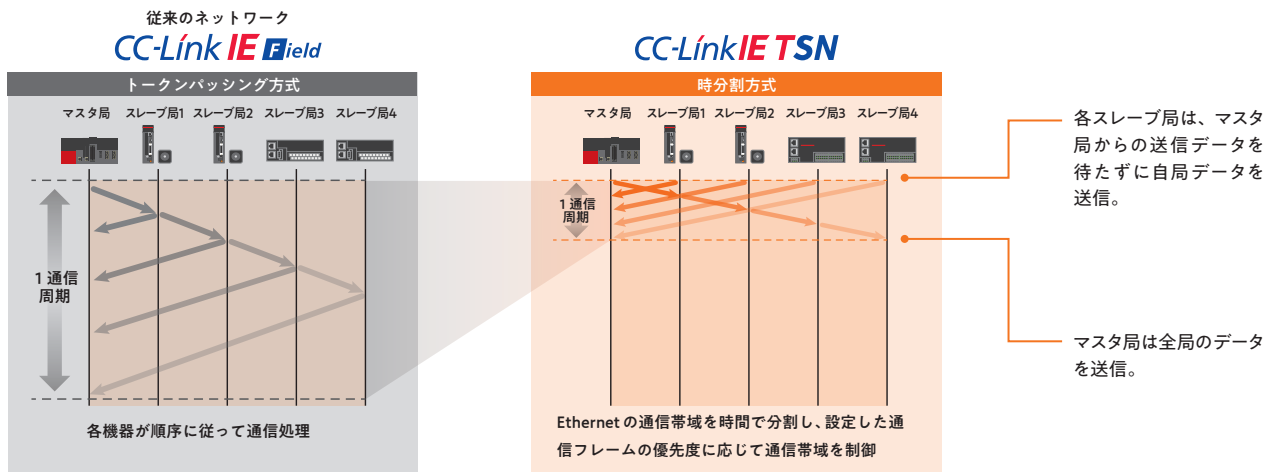 従来のネットワーク
CC-Link IE Field
トークンパッシング方式
マスタ局 スレーブ局1 スレーブ局2 スレーブ局3 スレーブ局4
1通信
周期
各機器が順序に従って通信処理
CC-Link IE TSN
時分割方式
マスタ局 スレーブ局1 スレーブ局2 スレーブ局3 スレーブ局4
1通信
周期
Ethernetの通信帯域を時間で分割し、設定した通
信フレームの優先度に応じて通信帯域を制御
各スレーブ局は、マスタ
局からの送信データを
待たずに自局データを
送信。
マスタ局は全局のデータ
を送信。